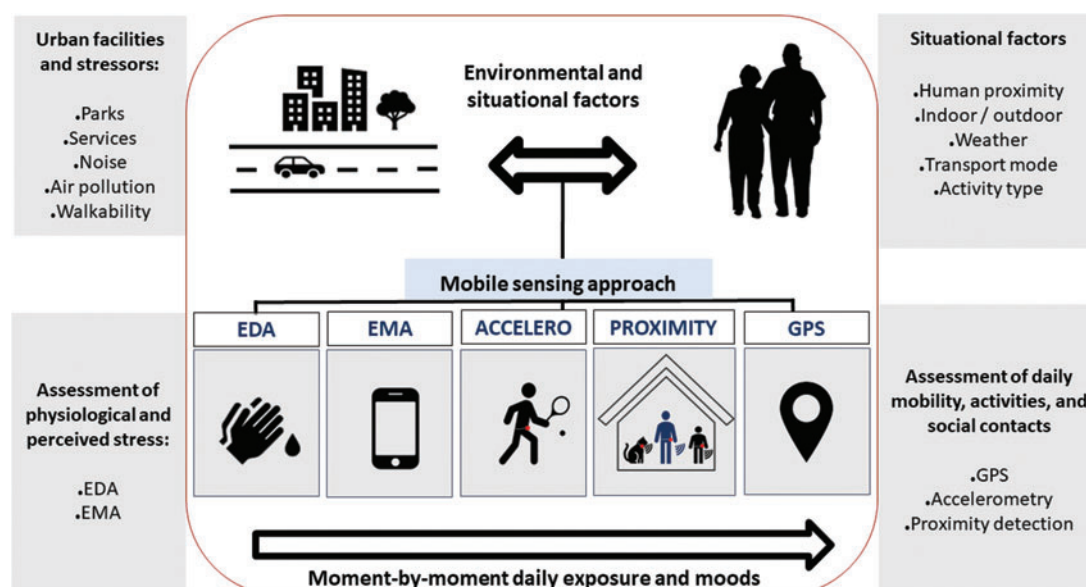 Urban facilities
and stressors:
.Parks
.Services
.Noise
.Air pollution
.Walkability
Environmental and
situational factors
Situational factors
.Human proximity
.Indoor / outdoor
.Weather
.Transport mode
.Activity type
Mobile sensing approach
EDA
EMA
ACCELERO
PROXIMITY
GPS
Assessment of
physiological and
perceived stress:
.EDA
.EMA
Assessment of daily
mobility, activities, and
social contacts
.GPS
.Accelerometry
.Proximity detection
Moment-by-moment daily exposure and moods